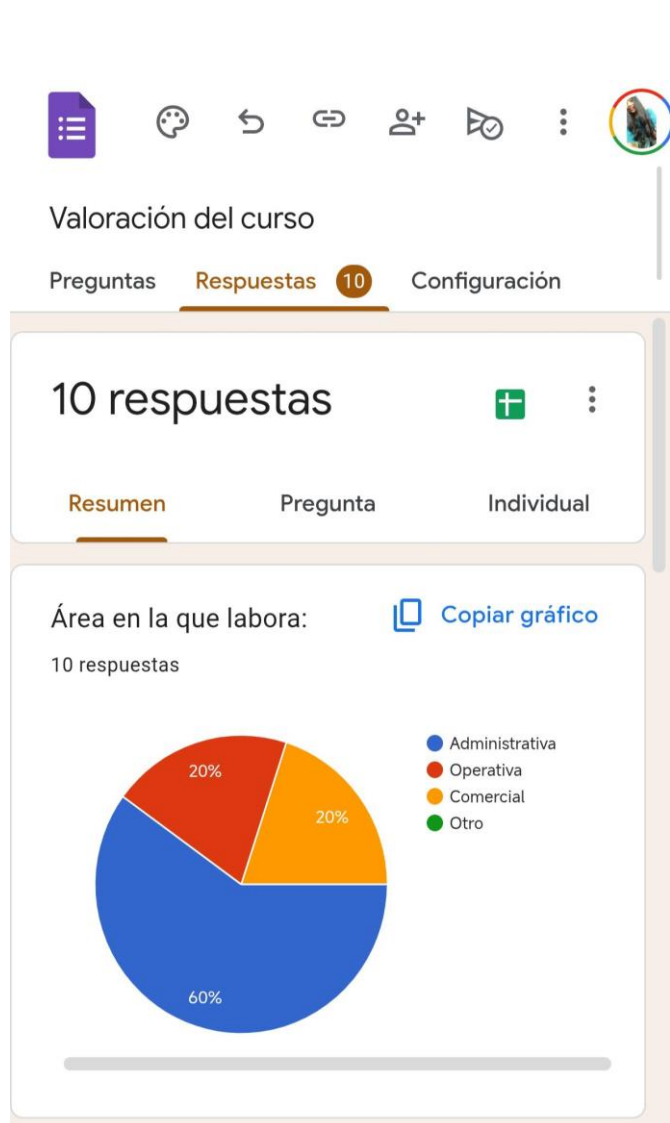 Valoración del curso
Preguntas Respuestas 10 Configuración
10 respuestas
Resumen Pregunta Individual
Área en la que labora: Copiar gráfico
10 respuestas
Administrativa
Operativa
Comercial
Otro
20%
20%
60%